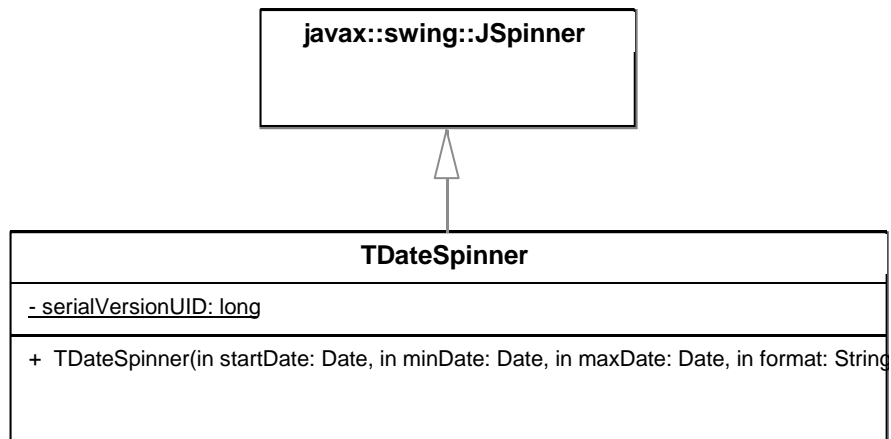 javax::swing::JSpinner
TDateSpinner
- serialVersionUID: long
+ TDateSpinner(in startDate: Date, in minDate: Date, in maxDate: Date, in format: String